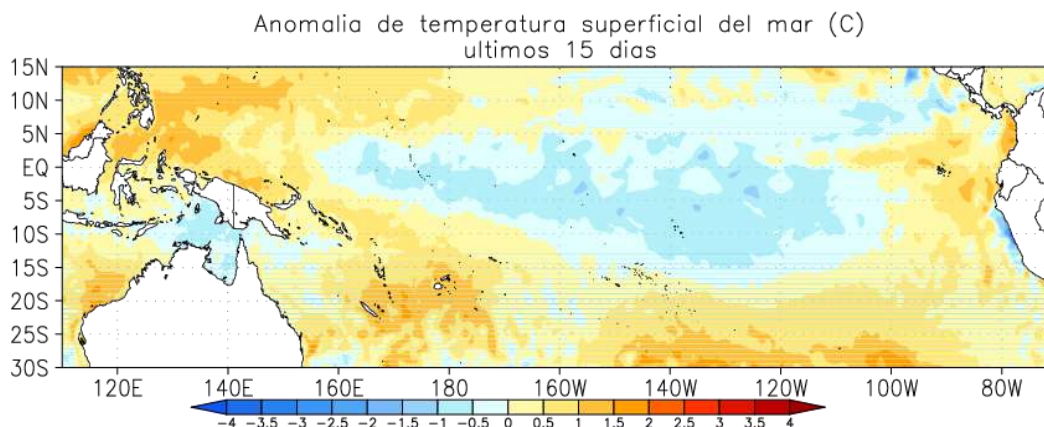 Anomalia de temperatura superficial del mar (C)
ultimos 15 dias
15N
10N
5N
EQ
5S
10S
15S
20S
25S
30S
120E 140E 160E 180 160W 140W 120W 100W 80W
-4 -3.5 -3 -2.5 -2 -1.5 -1 -0.5 0 0.5 1 1.5 2 2.5 3 3.5 4